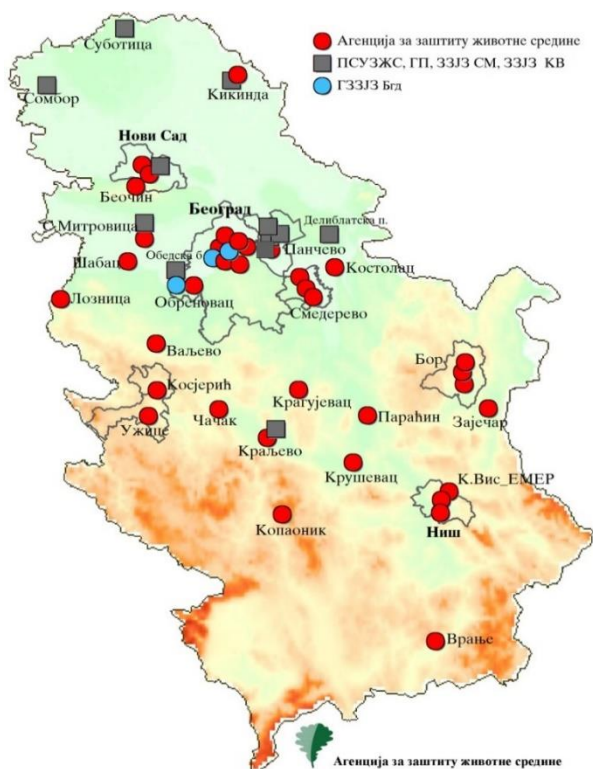 Суботица
Агенција за заштиту животне средине
ПСУЗЖС, ГП, ЗЗЈЗ СМ, ЗЗЈЗ КВ
ГЗЗЈЗ Бгд
Сомбор
Кикинда
Нови Сад
Беочин
Београд
Делиблатска п.
С.Митровица
Панчево
Обедска б
Шабац
Костолац
Лозница
Обреновац
Смедерево
Ваљево
Бор
Косјерић
Крагујевац
Параћин
Зајечар
Чачак
Ужице
Краљево
Крушевац
К.Вис_ЕМЕР
Копаоник
Ниш
Врање
Агенција за заштиту животне средине